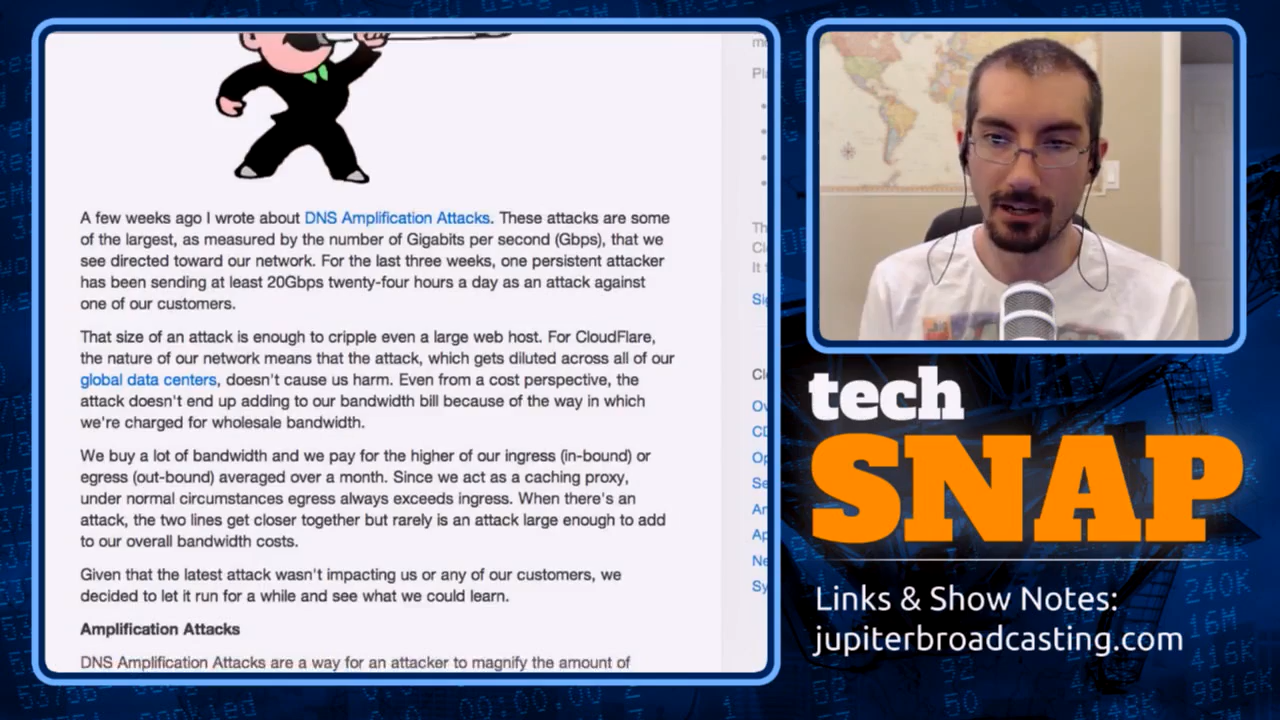 A few weeks ago I wrote about DNS Amplification Attacks. These attacks are some
of the largest, as measured by the number of Gigabits per second (Gbps), that we
see directed toward our network. For the last three weeks, one persistent attacker
has been sending at least 20Gbps twenty-four hours a day as an attack against
one of our customers.
That size of an attack is enough to cripple even a large web host. For CloudFlare,
the nature of our network means that the attack, which gets diluted across all of our
global data centers, doesn't cause us harm. Even from a cost perspective, the
attack doesn't end up adding to our bandwidth bill because of the way in which
we're charged for wholesale bandwidth.
We buy a lot of bandwidth and we pay for the higher of our ingress (in-bound) or
egress (out-bound) averaged over a month. Since we act as a caching proxy,
under normal circumstances egress always exceeds ingress. When there's an
attack, the two lines get closer together but rarely is an attack large enough to add
to our overall bandwidth costs.
Given that the latest attack wasn't impacting us or any of our customers, we
decided to let it run for a while and see what we could learn.
Amplification Attacks
DNS Amplification Attacks are a way for an attacker to magnify the amount of
tech
SNAP
Links & Show Notes:
jupiterbroadcasting.com